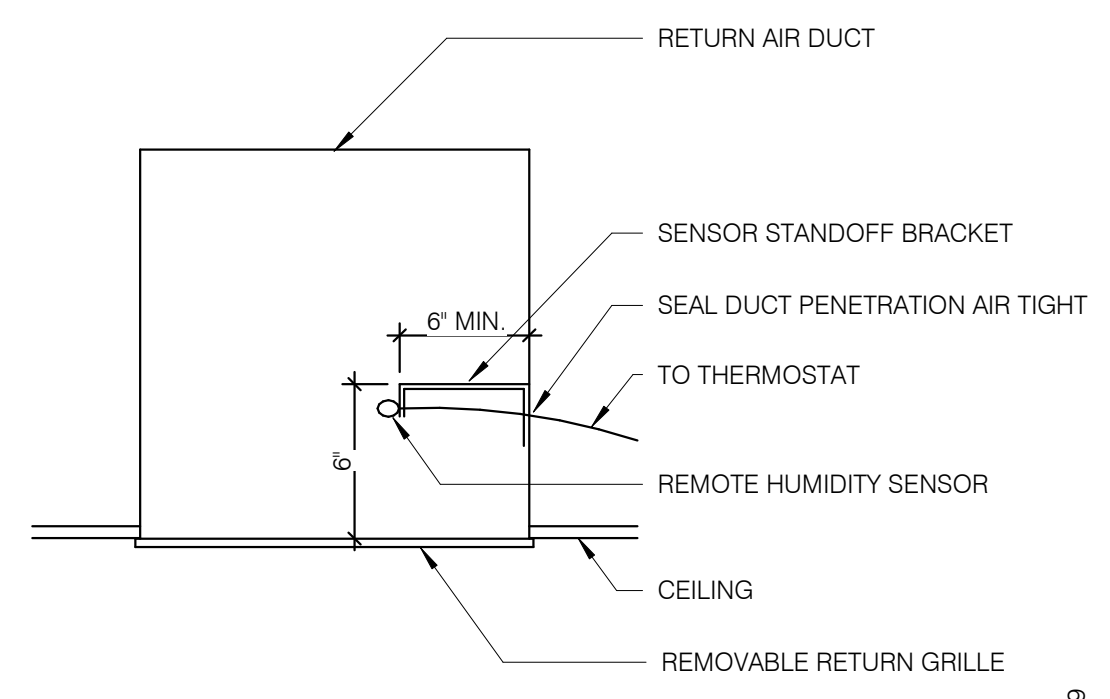 RETURN AIR DUCT
SENSOR STANDOFF BRACKET
SEAL DUCT PENETRATION AIR TIGHT
6" MIN.
TO THERMOSTAT
6"
REMOTE HUMIDITY SENSOR
CEILING
REMOVABLE RETURN GRILLE